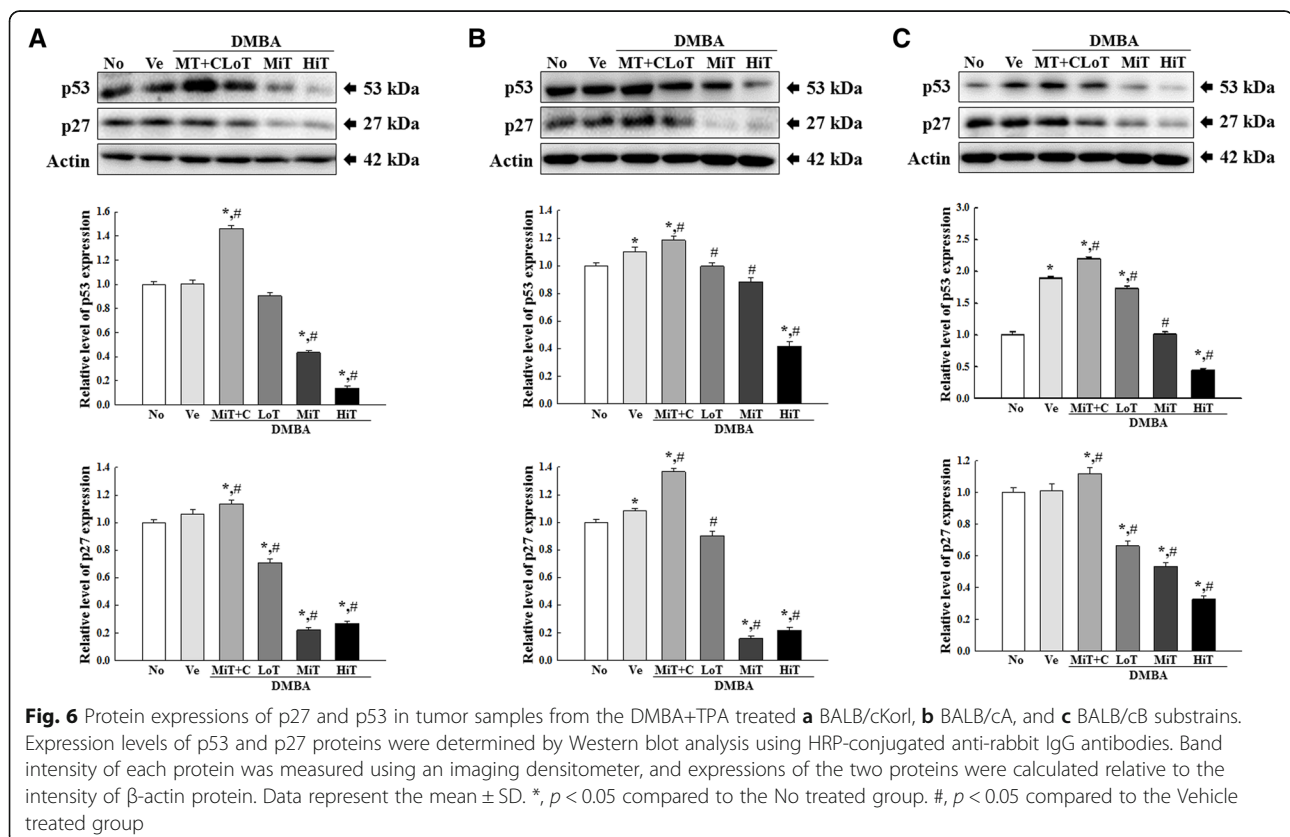 A
DMBA
No Ve MT+CLoT MiT HiT
p53 53 kDa
p27 27 kDa
Actin 42 kDa
Relative level of p53 expression
1.6
1.4
1.2
1.0
0.8
0.6
0.4
0.2
0.0
*,#
*,#
*,#
No Ve MiT+C LoT MiT HiT
DMBA
Relative level of p27 expression
1.4
1.2
1.0
0.8
0.6
0.4
0.2
0.0
*,#
*,#
*,#
*,#
No Ve MiT+C LoT MiT HiT
DMBA
B
DMBA
No Ve MT+CLoT MiT HiT
p53 53 kDa
p27 27 kDa
Actin 42 kDa
Relative level of p53 expression
1.4
1.2
1.0
0.8
0.6
0.4
0.2
0.0
*
*,#
#
#
*,#
No Ve MiT+C LoT MiT HiT
DMBA
Relative level of p27 expression
1.6
1.4
1.2
1.0
0.8
0.6
0.4
0.2
0.0
*
*,#
#
*,#
*,#
No Ve MiT+C LoT MiT HiT
DMBA
C
DMBA
No Ve MT+CLoT MiT HiT
p53 53 kDa
p27 27 kDa
Actin 42 kDa
Relative level of p53 expression
3.0
2.5
2.0
1.5
1.0
0.5
0.0
*
*,#
*,#
#
*,#
No Ve MiT+C LoT MiT HiT
DMBA
Relative level of p27 expression
1.2
1.0
0.8
0.6
0.4
0.2
0.0
*,#
*,#
*,#
*,#
No Ve MiT+C LoT MiT HiT
DMBA
Fig. 6 Protein expressions of p27 and p53 in tumor samples from the DMBA+TPA treated a BALB/cKorl, b BALB/cA, and c BALB/cB substrains.
Expression levels of p53 and p27 proteins were determined by Western blot analysis using HRP-conjugated anti-rabbit IgG antibodies. Band
intensity of each protein was measured using an imaging densitometer, and expressions of the two proteins were calculated relative to the
intensity of β-actin protein. Data represent the mean ± SD. *, p < 0.05 compared to the No treated group. #, p < 0.05 compared to the Vehicle
treated group